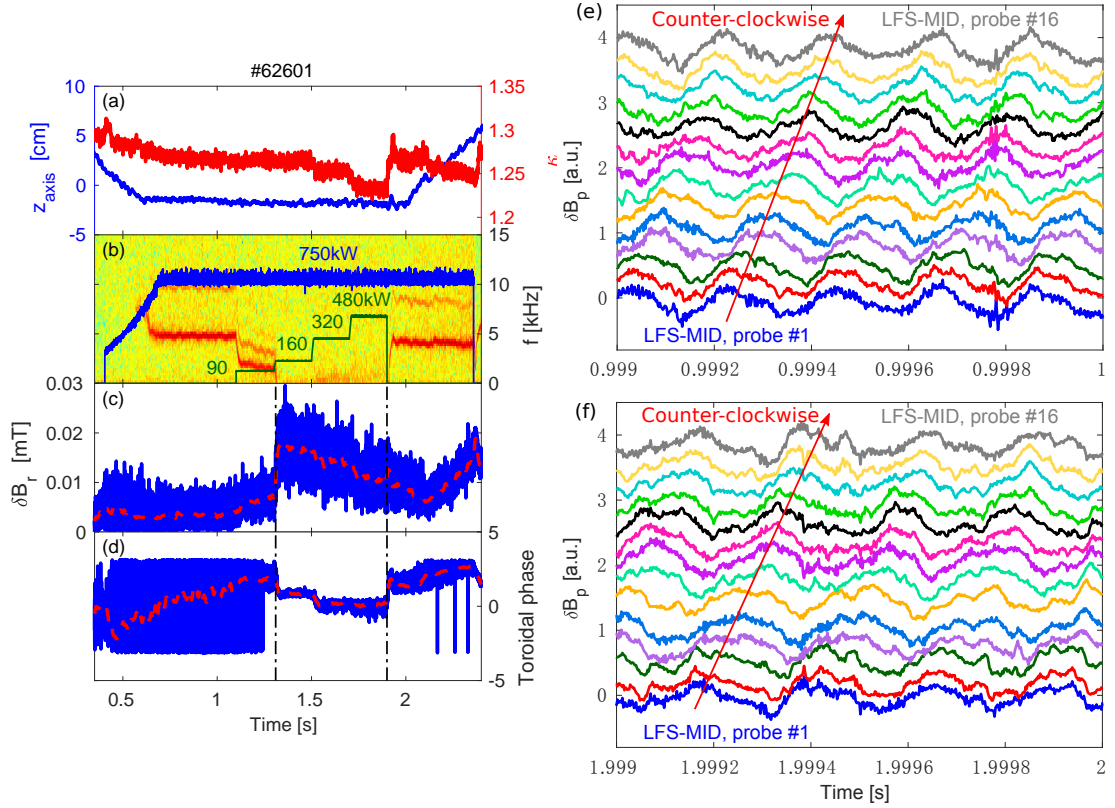 #62601
(a)
z_axis [cm]
10
5
0
-5
1.35
1.3
1.25
1.2
κ
(b)
750kW
480kW
320
160
90
15
10
5
0
f [kHz]
(c)
δB_r [mT]
0.03
0.02
0.01
0
(d)
5
0
-5
Toroidal phase
0.5
1
1.5
2
Time [s]
(e)
Counter-clockwise
LFS-MID, probe #16
δB_p [a.u.]
4
3
2
1
0
LFS-MID, probe #1
0.999
0.9992
0.9994
0.9996
0.9998
1
(f)
Counter-clockwise
LFS-MID, probe #16
δB_p [a.u.]
4
3
2
1
0
LFS-MID, probe #1
1.999
1.9992
1.9994
1.9996
1.9998
2
Time [s]